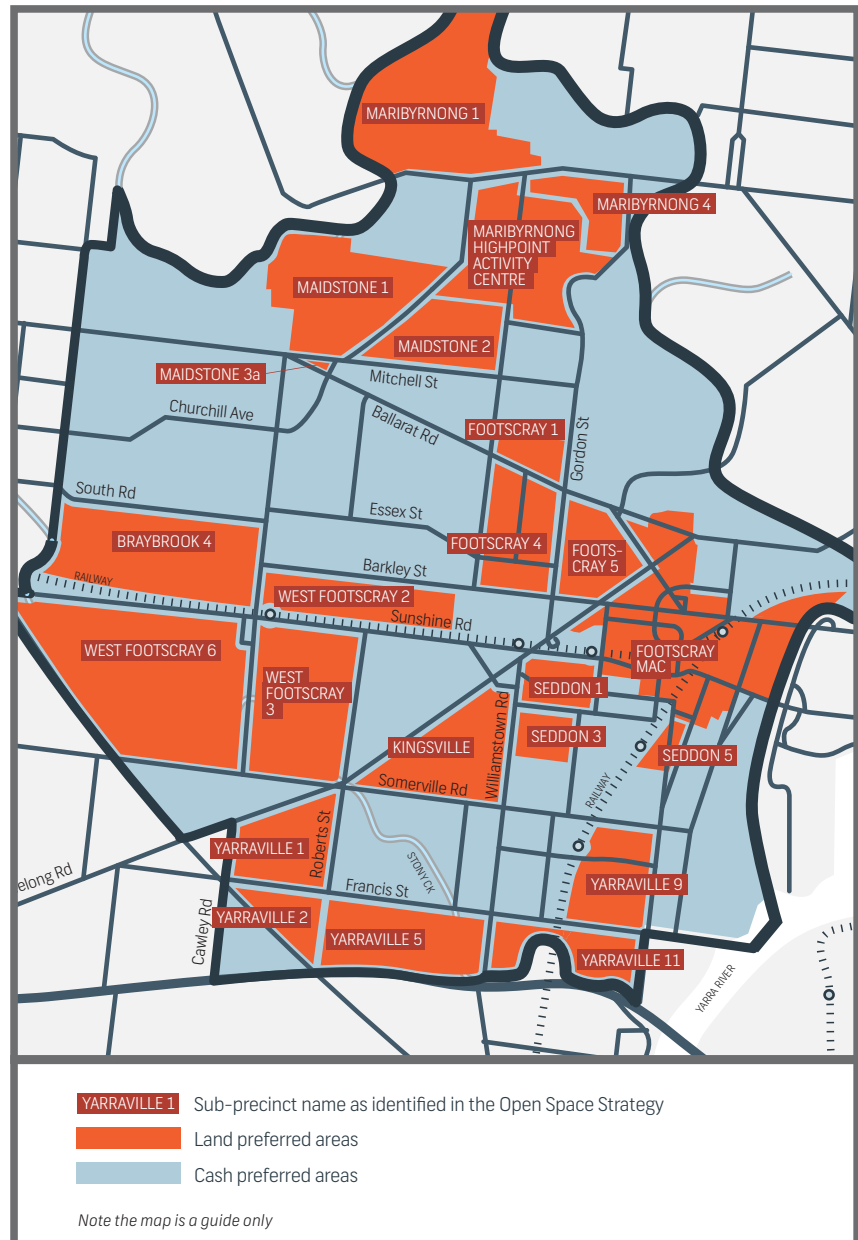 MARIBYRNONG 1
MARIBYRNONG 4
MARIBYRNONG
HIGHPOINT
ACTIVITY
CENTRE
MAIDSTONE 1
MAIDSTONE 2
MAIDSTONE 3a
Mitchell St
Churchill Ave
Ballarat Rd
FOOTSCRAY 1
Gordon St
South Rd
Essex St
BRAYBROOK 4
FOOTSCRAY 4
FOOTS-
CRAY 5
Barkley St
RAILWAY
WEST FOOTSCRAY 2
Sunshine Rd
WEST FOOTSCRAY 6
FOOTSCRAY
MAC
WEST
FOOTSCRAY
3
SEDDON 1
Williamstown Rd
KINGSVILLE
SEDDON 3
SEDDON 5
Somerville Rd
RAILWAY
YARRAVILLE 1
Roberts St
STONY CK
elong Rd
Francis St
YARRAVILLE 9
Cawley Rd
YARRAVILLE 2
YARRAVILLE 5
YARRAVILLE 11
YARRA RIVER
YARRAVILLE 1 Sub-precinct name as identified in the Open Space Strategy
Land preferred areas
Cash preferred areas
Note the map is a guide only